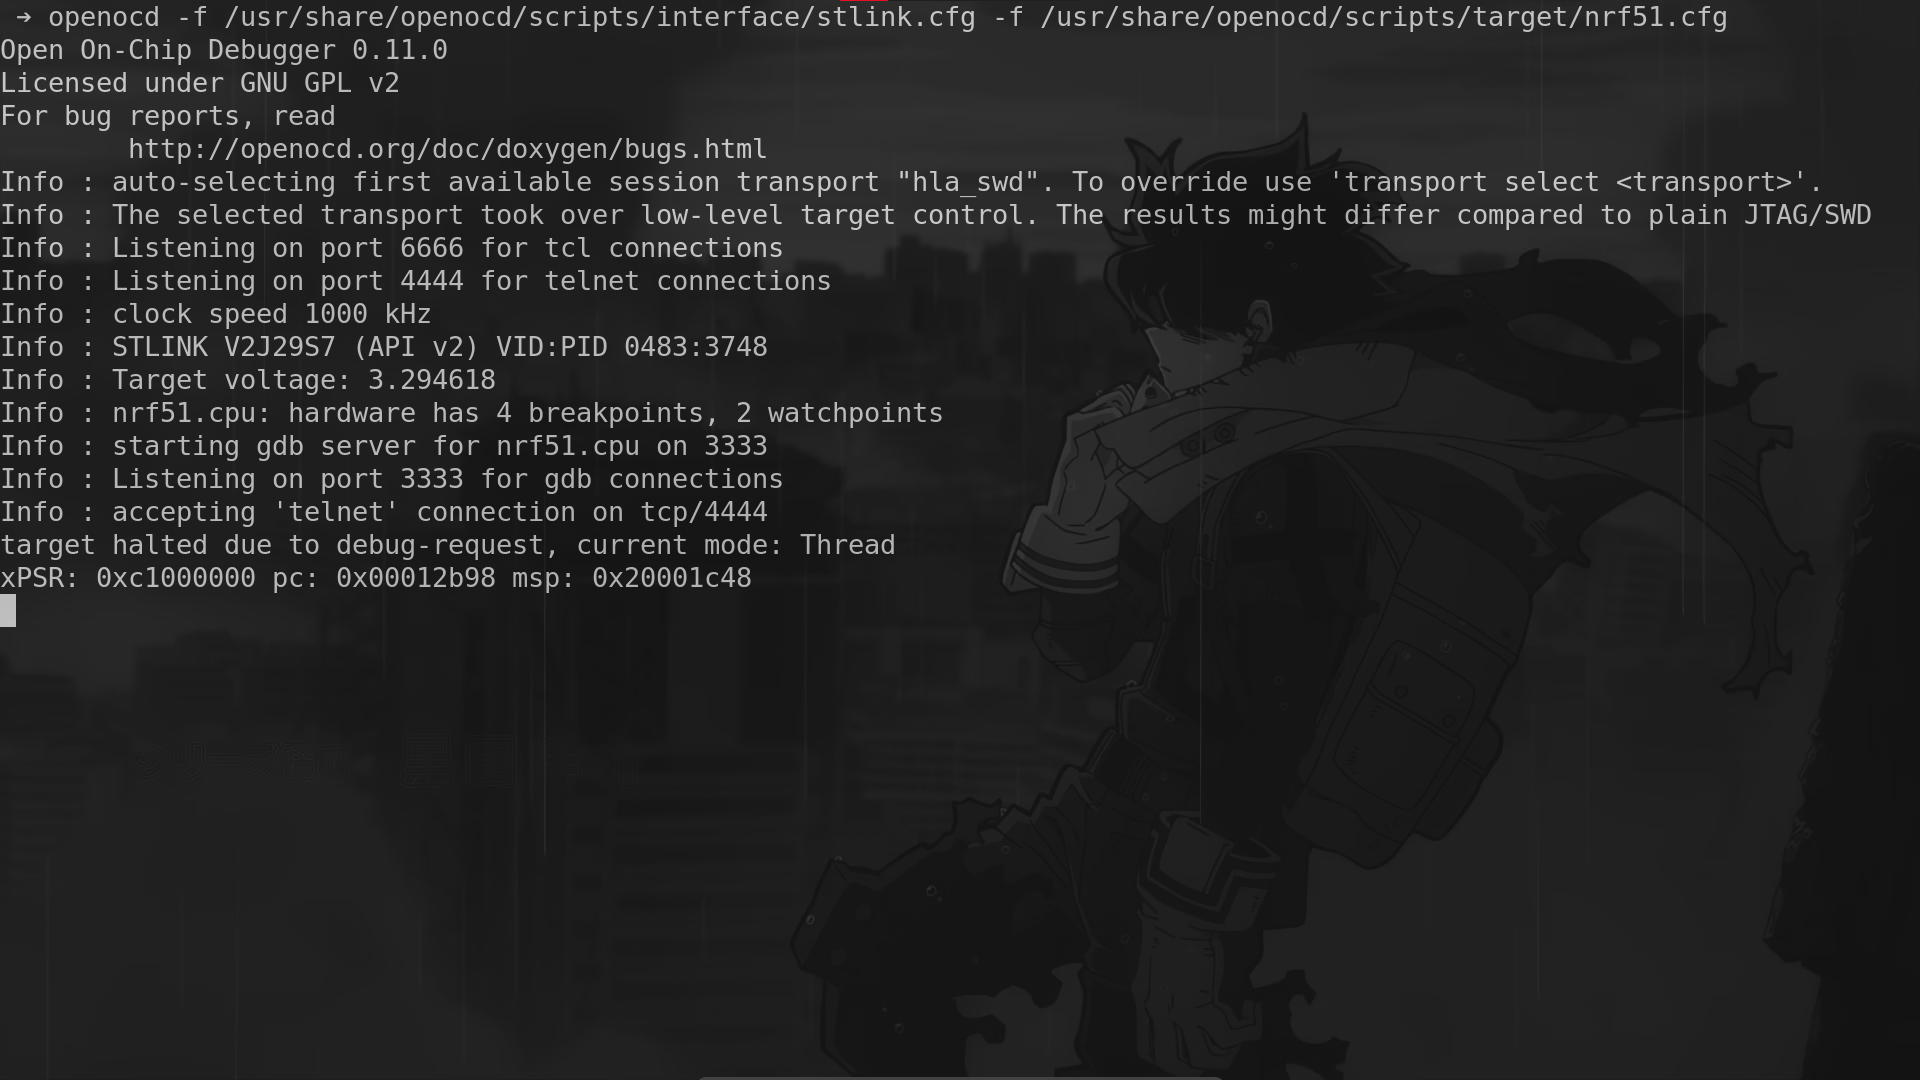 ➔ openocd -f /usr/share/openocd/scripts/interface/stlink.cfg -f /usr/share/openocd/scripts/target/nrf51.cfg
Open On-Chip Debugger 0.11.0
Licensed under GNU GPL v2
For bug reports, read
        http://openocd.org/doc/doxygen/bugs.html
Info : auto-selecting first available session transport "hla_swd". To override use 'transport select <transport>'.
Info : The selected transport took over low-level target control. The results might differ compared to plain JTAG/SWD
Info : Listening on port 6666 for tcl connections
Info : Listening on port 4444 for telnet connections
Info : clock speed 1000 kHz
Info : STLINK V2J29S7 (API v2) VID:PID 0483:3748
Info : Target voltage: 3.294618
Info : nrf51.cpu: hardware has 4 breakpoints, 2 watchpoints
Info : starting gdb server for nrf51.cpu on 3333
Info : Listening on port 3333 for gdb connections
Info : accepting 'telnet' connection on tcp/4444
target halted due to debug-request, current mode: Thread
xPSR: 0xc1000000 pc: 0x00012b98 msp: 0x20001c48